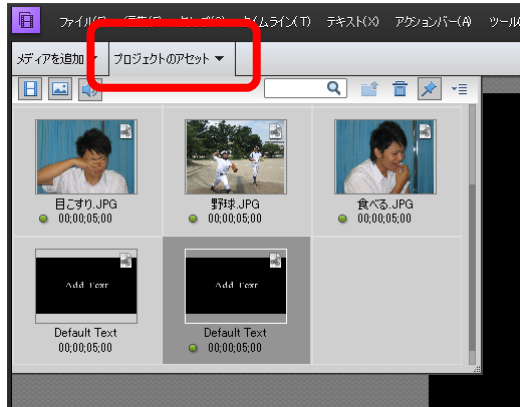 ファイル(F) クリップ(C) タイムライン(T) テキスト(X) アクションバー(A) ツール
メディアを追加 プロジェクトのアセット
目こすり.JPG 野球.JPG 食べる.JPG
00;00;05;00 00;00;05;00 00;00;05;00
Add Text Add Text
Default Text Default Text
00;00;05;00 00;00;05;00